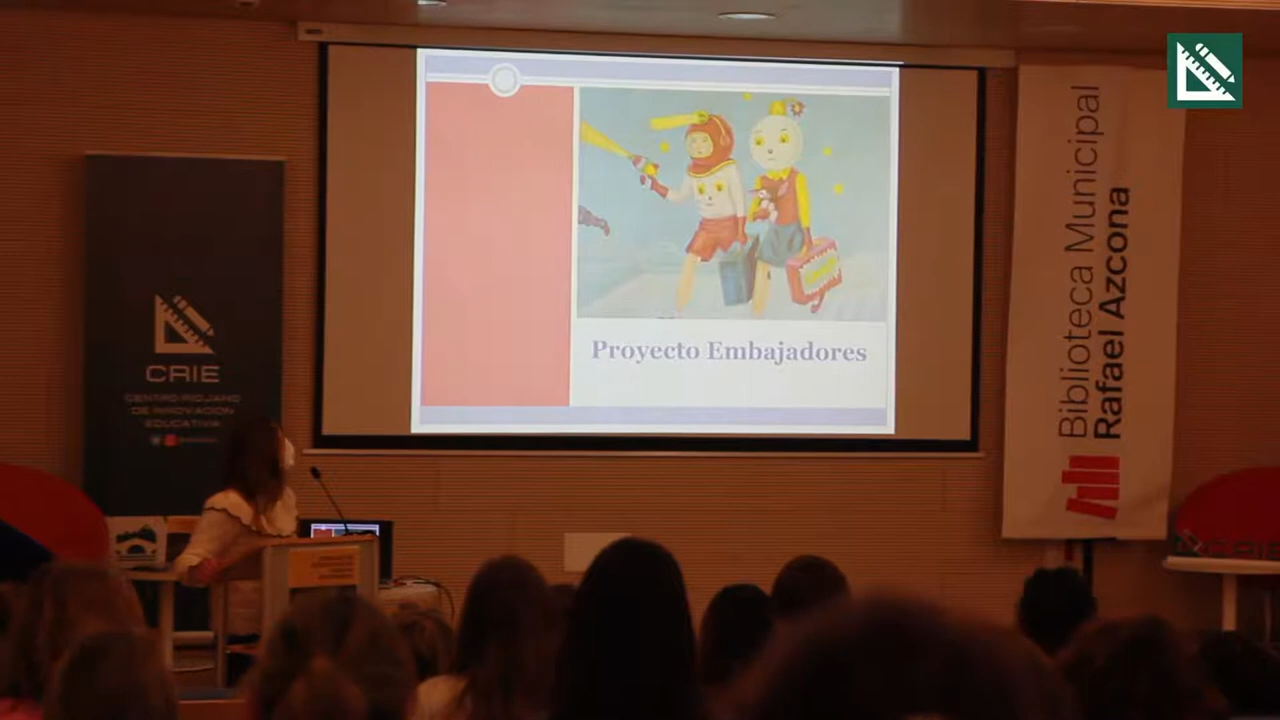 Proyecto Embajadores
CRIE
CENTRO RIOJANO
DE INNOVACIÓN
EDUCATIVA
Biblioteca Municipal
Rafael Azcona